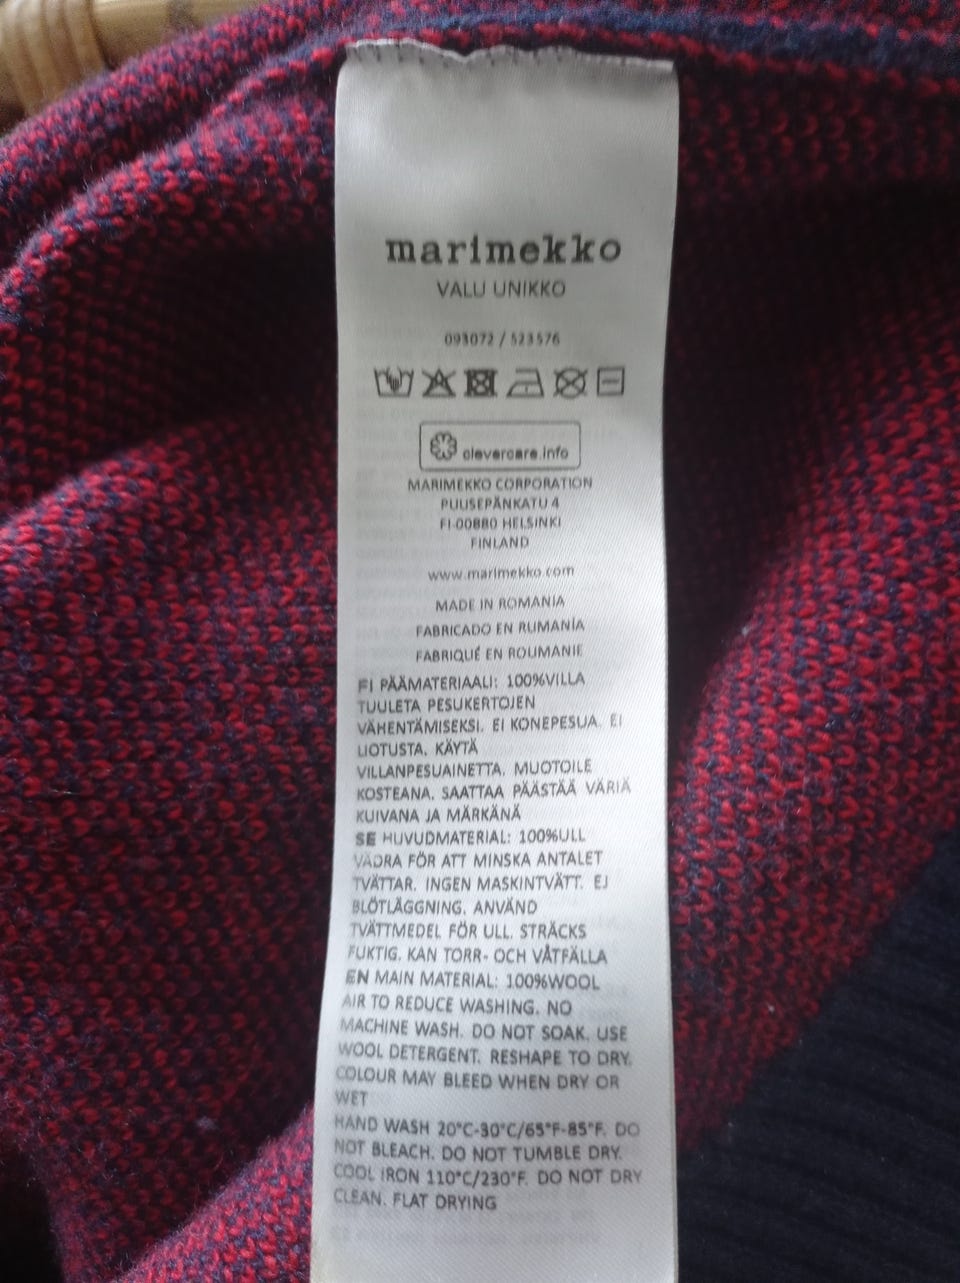 marimekko
VALU UNIKKO
093072 / 523576
clevercare.info
MARIMEKKO CORPORATION
PUUSEPÄNKATU 4
FI-00880 HELSINKI
FINLAND
www.marimekko.com
MADE IN ROMANIA
FABRICADO EN RUMANÍA
FABRIQUÉ EN ROUMANIE
FI PÄÄMATERIAALI: 100%VILLA
TUULETA PESUKERTOJEN
VÄHENTÄMISEKSI. EI KONEPESUA. EI
LIOTUSTA. KÄYTÄ
VILLANPESUAINETTA. MUOTOILE
KOSTEANA. SAATTAA PÄÄSTÄÄ VÄRIÄ
KUIVANA JA MÄRKÄNÄ
SE HUVUDMATERIAL: 100%ULL
VÄDRA FÖR ATT MINSKA ANTALET
TVÄTTAR. INGEN MASKINTVÄTT. EJ
BLÖTLÄGGNING. ANVÄND
TVÄTTMEDEL FÖR ULL. STRÄCKS
FUKTIG. KAN TORR- OCH VÅTFÄLLA
EN MAIN MATERIAL: 100%WOOL
AIR TO REDUCE WASHING. NO
MACHINE WASH. DO NOT SOAK. USE
WOOL DETERGENT. RESHAPE TO DRY.
COLOUR MAY BLEED WHEN DRY OR
WET
HAND WASH 20°C-30°C/65°F-85°F. DO
NOT BLEACH. DO NOT TUMBLE DRY.
COOL IRON 110°C/230°F. DO NOT DRY
CLEAN. FLAT DRYING